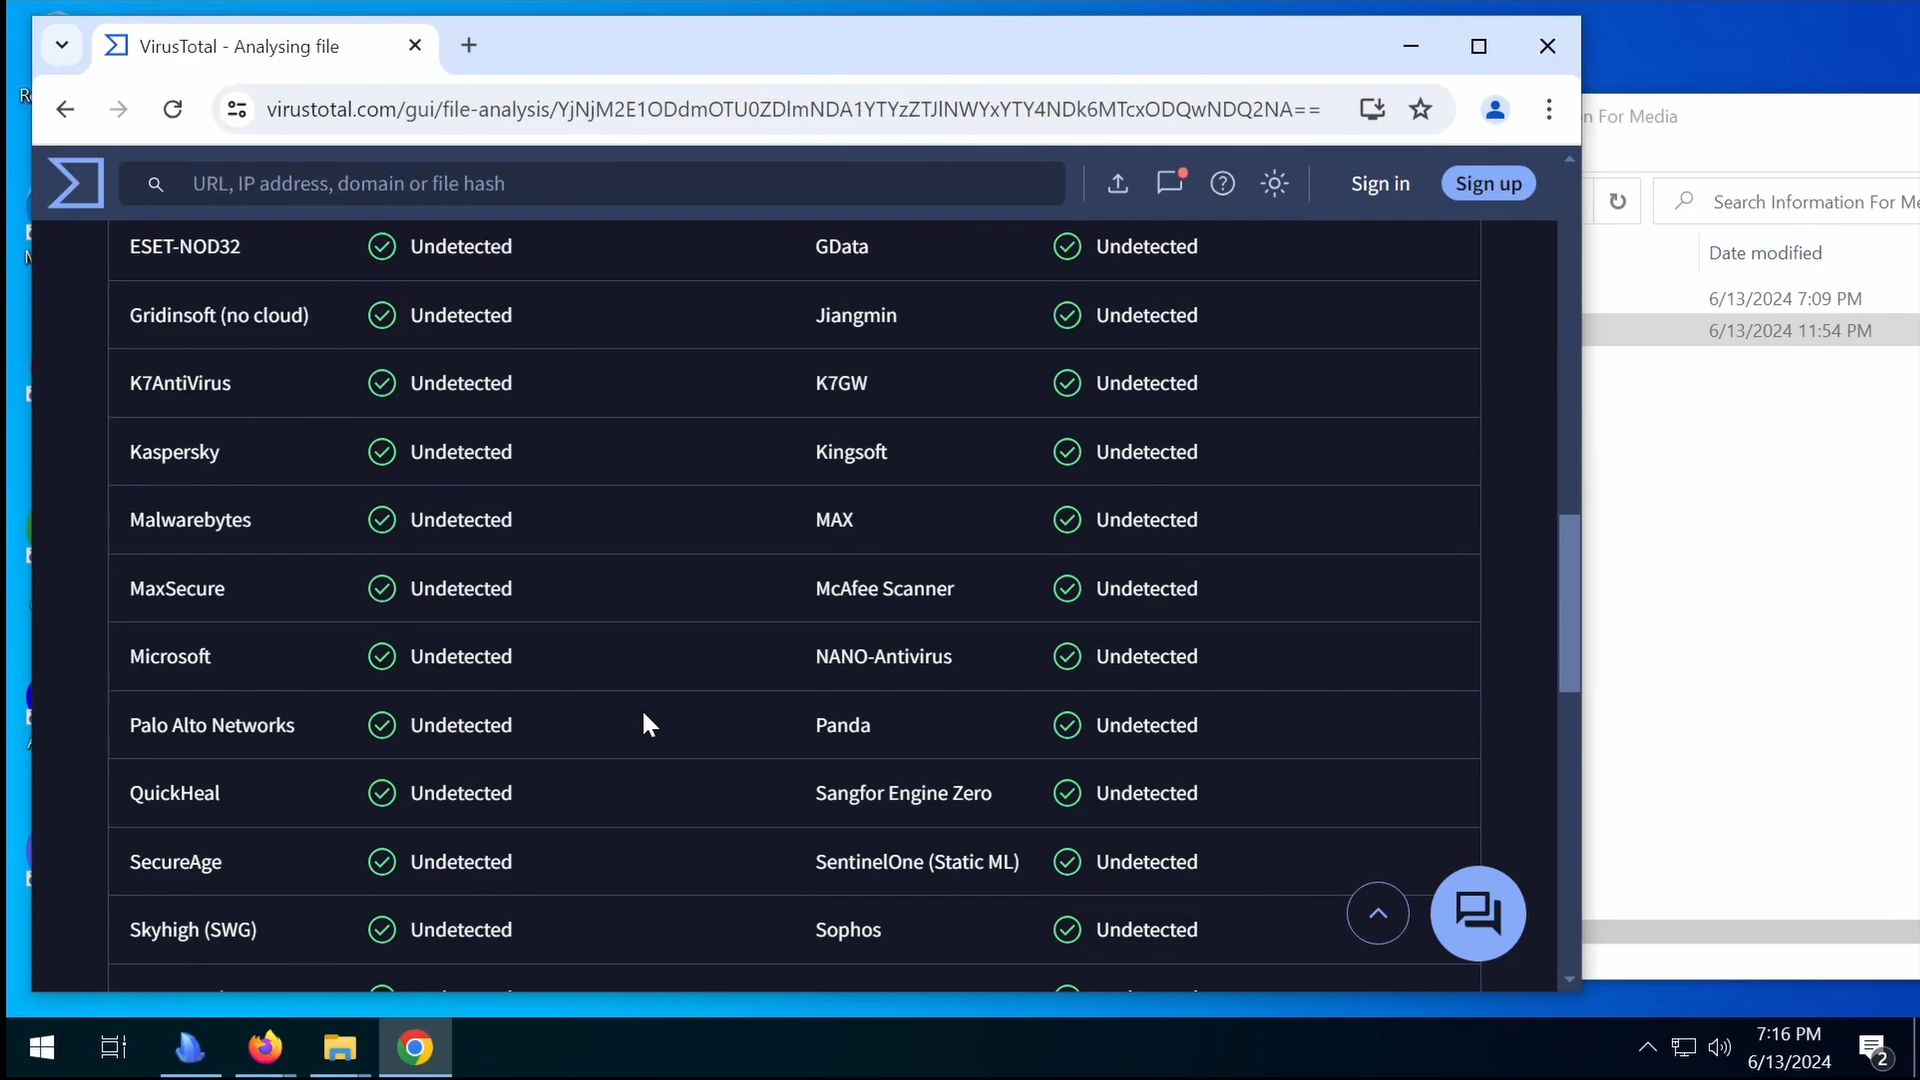 VirusTotal - Analysing file
virustotal.com/gui/file-analysis/YjNjM2E1ODdmOTU0ZDlmNDA1YTYzZTJlNWYxYTY4NDk6MTcxODQwNDQ2NA==
n For Media
URL, IP address, domain or file hash
Sign in
Sign up
Search Information For Me
Date modified
6/13/2024 7:09 PM
6/13/2024 11:54 PM
ESET-NOD32 Undetected GData Undetected
Gridinsoft (no cloud) Undetected Jiangmin Undetected
K7AntiVirus Undetected K7GW Undetected
Kaspersky Undetected Kingsoft Undetected
Malwarebytes Undetected MAX Undetected
MaxSecure Undetected McAfee Scanner Undetected
Microsoft Undetected NANO-Antivirus Undetected
Palo Alto Networks Undetected Panda Undetected
QuickHeal Undetected Sangfor Engine Zero Undetected
SecureAge Undetected SentinelOne (Static ML) Undetected
Skyhigh (SWG) Undetected Sophos Undetected
7:16 PM
6/13/2024
2